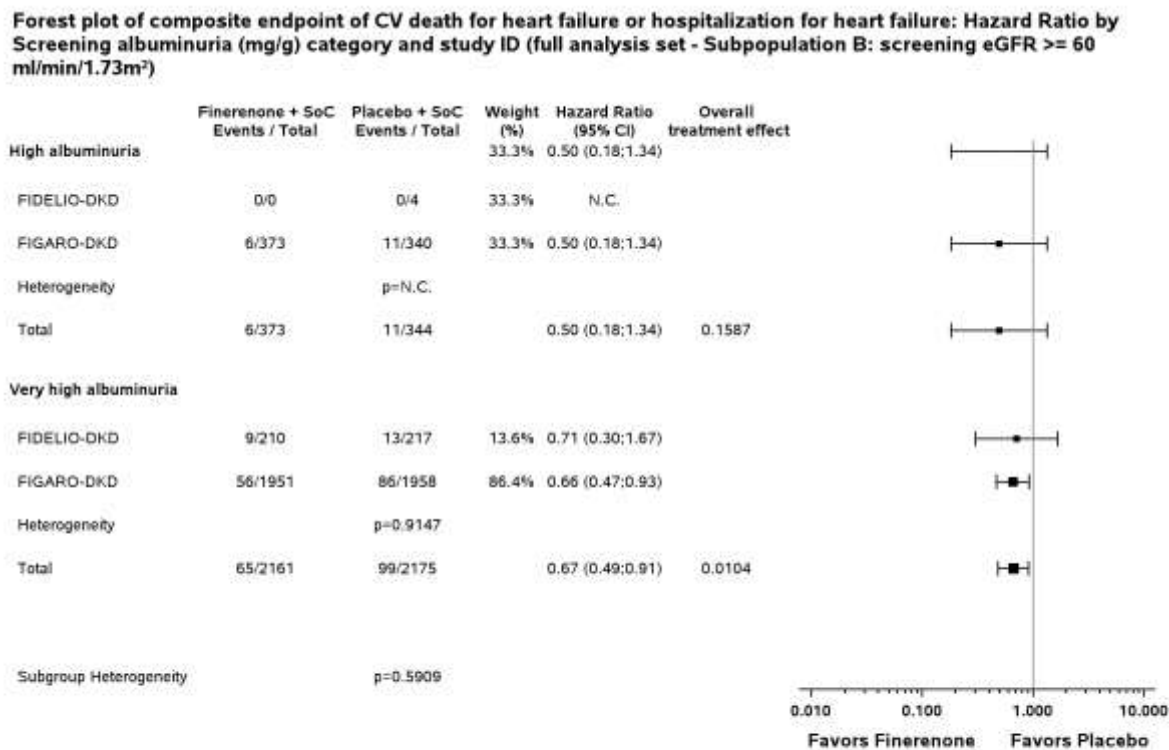 Forest plot of composite endpoint of CV death for heart failure or hospitalization for heart failure: Hazard Ratio by
Screening albuminuria (mg/g) category and study ID (full analysis set - Subpopulation B: screening eGFR >= 60
ml/min/1.73m²)
Finerenone + SoC Placebo + SoC Weight Hazard Ratio Overall
Events / Total Events / Total (%) (95% CI) treatment effect
High albuminuria 33.3% 0.50 (0.18;1.34)
FIDELIO-DKD 0/0 0/4 33.3% N.C.
FIGARO-DKD 6/373 11/340 33.3% 0.50 (0.18;1.34)
Heterogeneity p=N.C.
Total 6/373 11/344 0.50 (0.18;1.34) 0.1587
Very high albuminuria
FIDELIO-DKD 9/210 13/217 13.6% 0.71 (0.30;1.67)
FIGARO-DKD 56/1951 86/1958 86.4% 0.66 (0.47;0.93)
Heterogeneity p=0.9147
Total 65/2161 99/2175 0.67 (0.49;0.91) 0.0104
Subgroup Heterogeneity p=0.5909
0.010 0.100 1.000 10.000
Favors Finerenone Favors Placebo